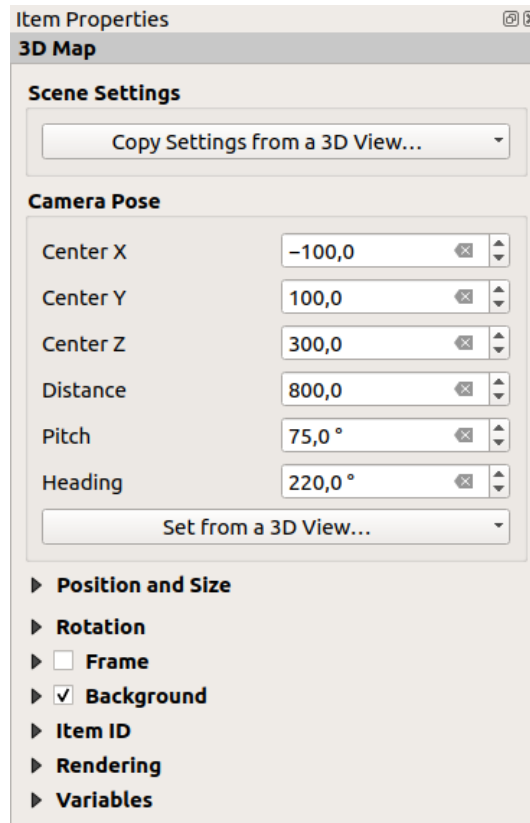 Item Properties
3D Map
Scene Settings
Copy Settings from a 3D View...
Camera Pose
Center X −100,0
Center Y 100,0
Center Z 300,0
Distance 800,0
Pitch 75,0 °
Heading 220,0 °
Set from a 3D View...
Position and Size
Rotation
Frame
Background
Item ID
Rendering
Variables